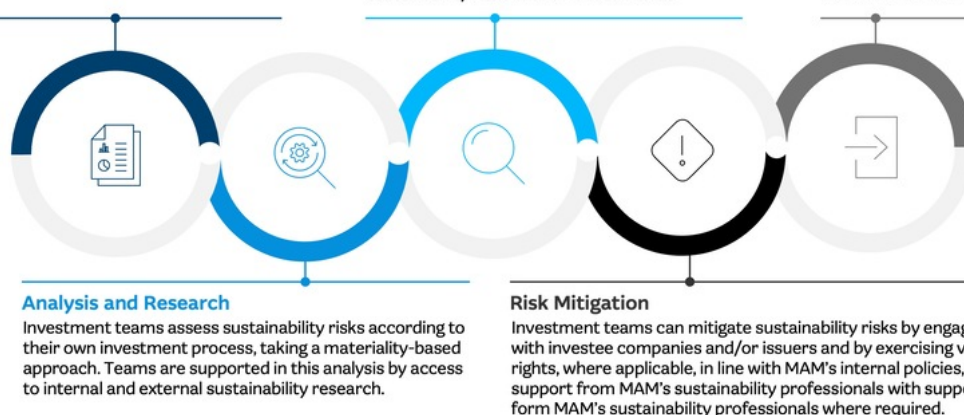 Analysis and Research
Investment teams assess sustainability risks according to
their own investment process, taking a materiality-based
approach. Teams are supported in this analysis by access
to internal and external sustainability research.
Risk Mitigation
Investment teams can mitigate sustainability risks by engag
with investee companies and/or issuers and by exercising v
rights, where applicable, in line with MAM's internal policies,
support from MAM's sustainability professionals with suppo
form MAM's sustainability professionals where required.